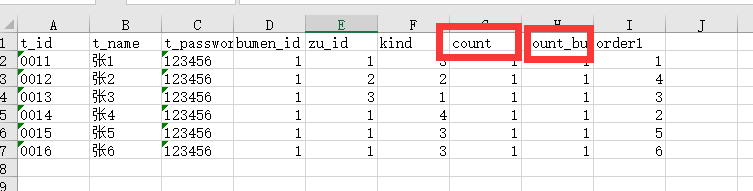 A B C D E F G H I J
1 t_id t_name t_passwor bumen_id zu_id kind count ount_bu order1
2 0011 张1 123456 1 1 3 1 1 1
3 0012 张2 123456 1 2 2 1 1 4
4 0013 张3 123456 1 3 1 1 1 3
5 0014 张4 123456 1 1 4 1 1 2
6 0015 张5 123456 1 1 3 1 1 5
7 0016 张6 123456 1 1 3 1 1 6
8
9